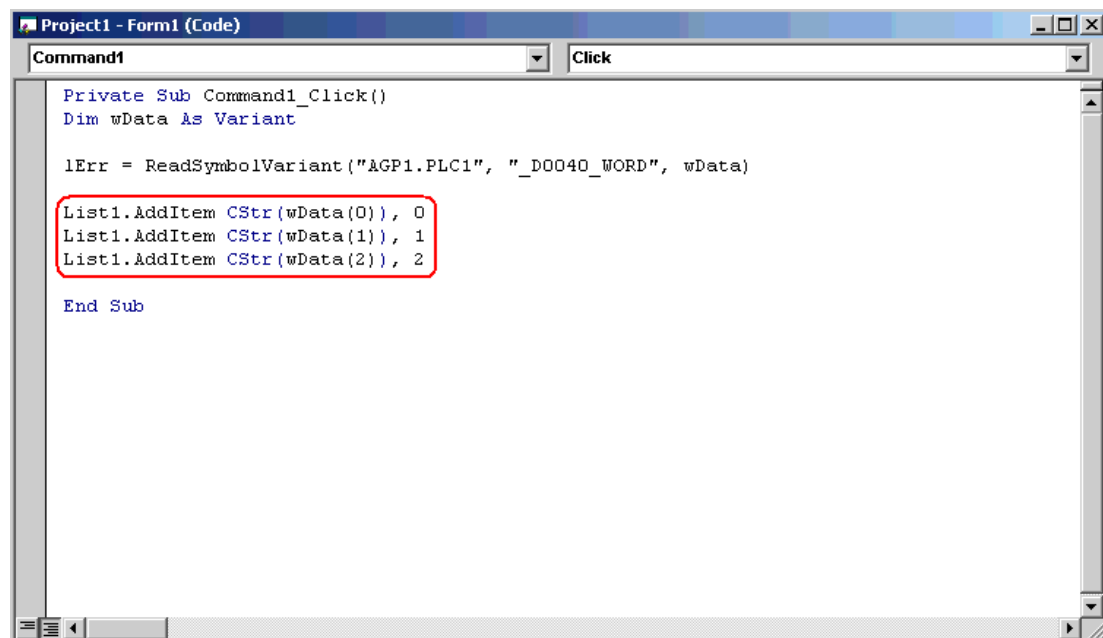 Project1 - Form1 (Code)
Command1
Click
Private Sub Command1_Click()
Dim wData As Variant
lErr = ReadSymbolVariant("AGP1.PLC1", "_D0040_WORD", wData)
List1.AddItem CStr(wData(0)), 0
List1.AddItem CStr(wData(1)), 1
List1.AddItem CStr(wData(2)), 2
End Sub